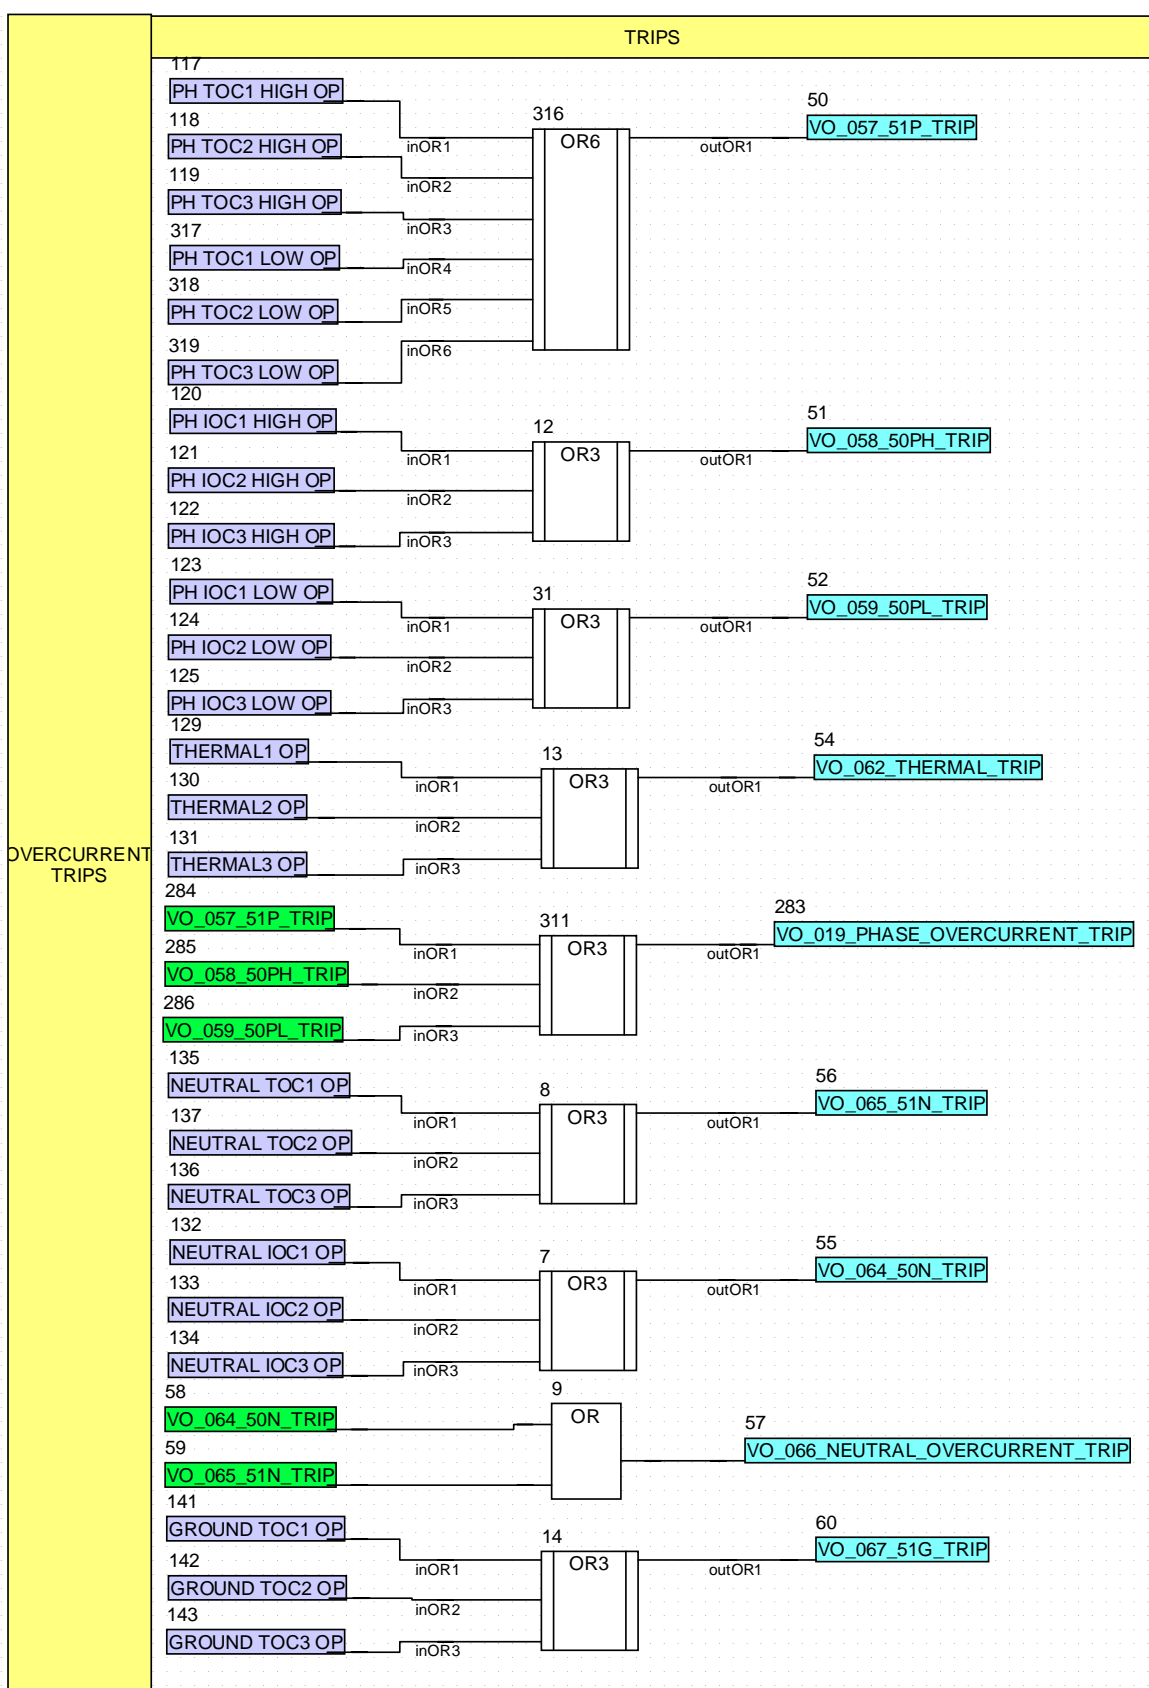 TRIPS
OVERCURRENT
TRIPS
117
PH TOC1 HIGH OP
118
PH TOC2 HIGH OP
119
PH TOC3 HIGH OP
317
PH TOC1 LOW OP
318
PH TOC2 LOW OP
319
PH TOC3 LOW OP
inOR1
inOR2
inOR3
inOR4
inOR5
inOR6
316
OR6
outOR1
50
VO_057_51P_TRIP
120
PH IOC1 HIGH OP
121
PH IOC2 HIGH OP
122
PH IOC3 HIGH OP
inOR1
inOR2
inOR3
12
OR3
outOR1
51
VO_058_50PH_TRIP
123
PH IOC1 LOW OP
124
PH IOC2 LOW OP
125
PH IOC3 LOW OP
inOR1
inOR2
inOR3
31
OR3
outOR1
52
VO_059_50PL_TRIP
129
THERMAL1 OP
130
THERMAL2 OP
131
THERMAL3 OP
inOR1
inOR2
inOR3
13
OR3
outOR1
54
VO_062_THERMAL_TRIP
284
VO_057_51P_TRIP
285
VO_058_50PH_TRIP
286
VO_059_50PL_TRIP
inOR1
inOR2
inOR3
311
OR3
outOR1
283
VO_019_PHASE_OVERCURRENT_TRIP
135
NEUTRAL TOC1 OP
137
NEUTRAL TOC2 OP
136
NEUTRAL TOC3 OP
inOR1
inOR2
inOR3
8
OR3
outOR1
56
VO_065_51N_TRIP
132
NEUTRAL IOC1 OP
133
NEUTRAL IOC2 OP
134
NEUTRAL IOC3 OP
inOR1
inOR2
inOR3
7
OR3
outOR1
55
VO_064_50N_TRIP
58
VO_064_50N_TRIP
59
VO_065_51N_TRIP
9
OR
57
VO_066_NEUTRAL_OVERCURRENT_TRIP
141
GROUND TOC1 OP
142
GROUND TOC2 OP
143
GROUND TOC3 OP
inOR1
inOR2
inOR3
14
OR3
outOR1
60
VO_067_51G_TRIP